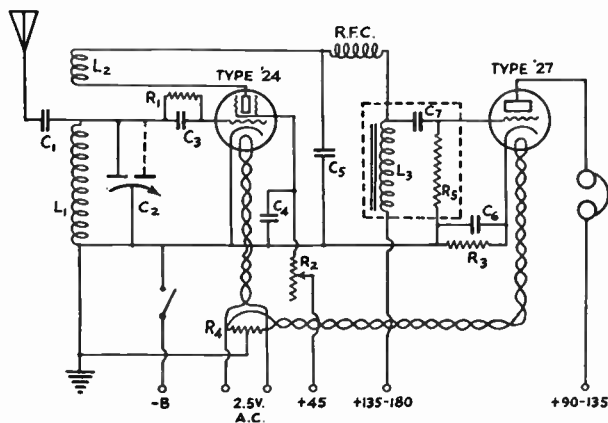 R.F.C.
L2
TYPE '24
TYPE '27
R1
C7
C3
C1
C5
L3
R5
L1
C2
C4
C6
R2
R3
R4
-B
2.5V. A.C.
+45
+135-180
+90-135